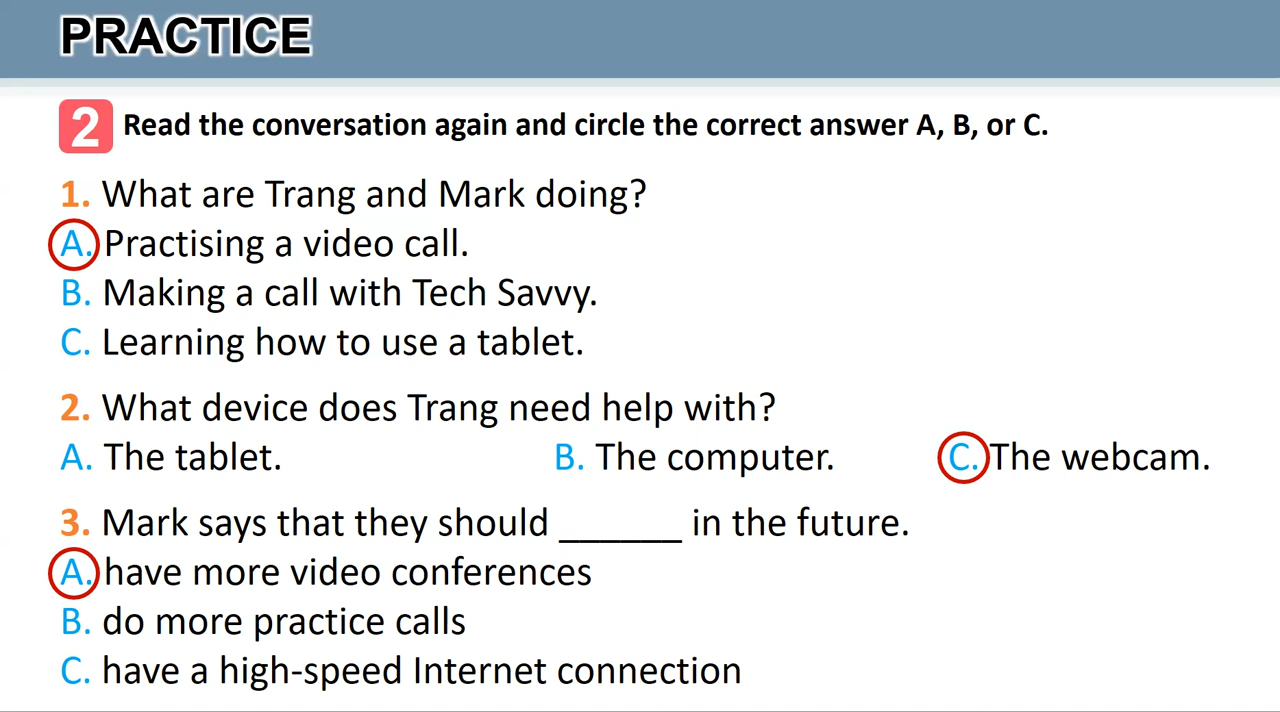 PRACTICE
2 Read the conversation again and circle the correct answer A, B, or C.
1. What are Trang and Mark doing?
A. Practising a video call.
B. Making a call with Tech Savvy.
C. Learning how to use a tablet.
2. What device does Trang need help with?
A. The tablet. B. The computer. C. The webcam.
3. Mark says that they should ______ in the future.
A. have more video conferences
B. do more practice calls
C. have a high-speed Internet connection